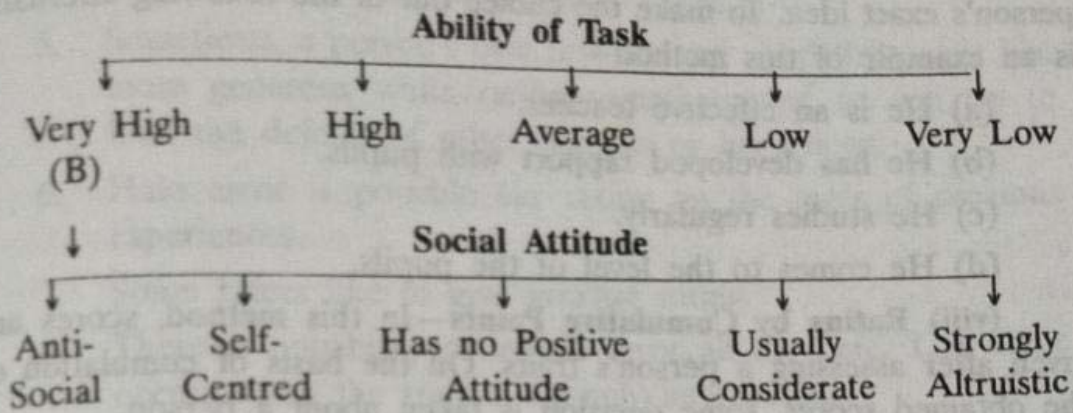 Ability of Task
Very High High Average Low Very Low
(B)
Social Attitude
Anti- Self- Has no Positive Usually Strongly
Social Centred Attitude Considerate Altruistic